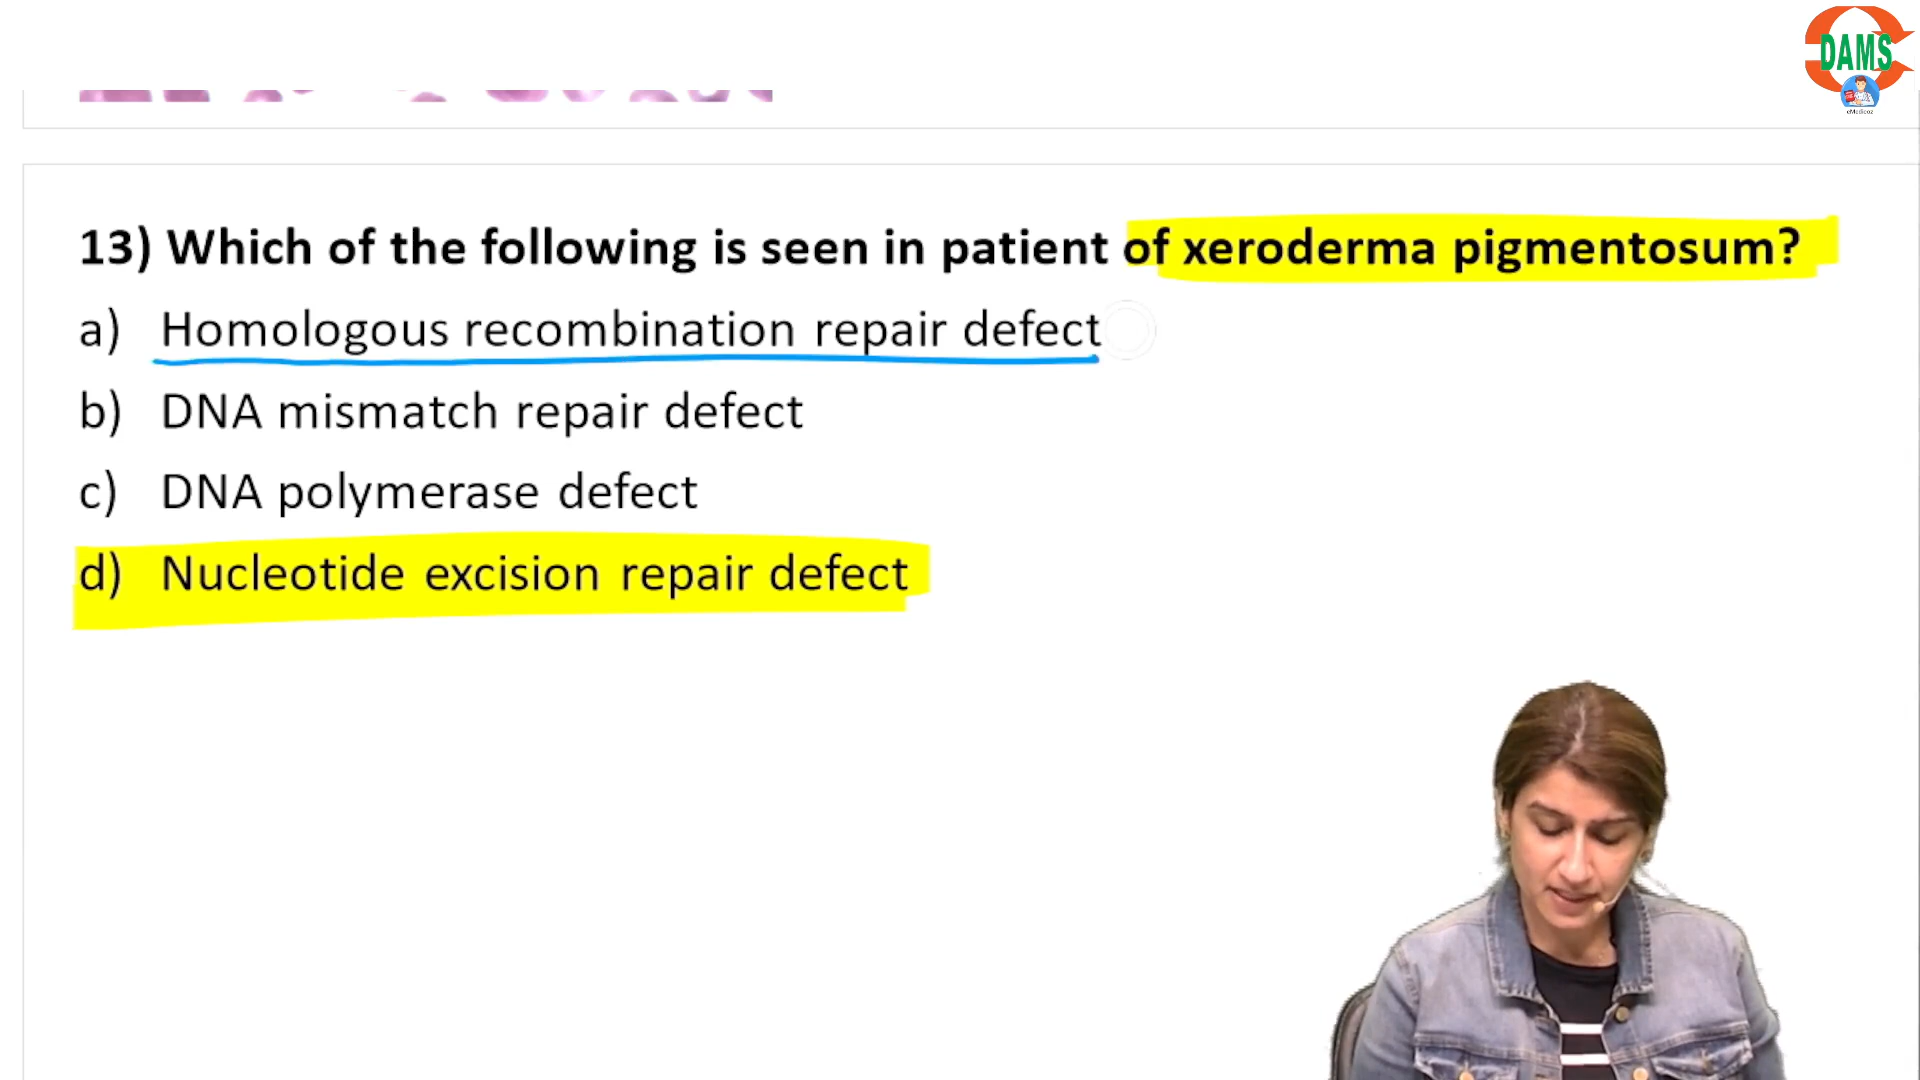 DAMS
eMedicoz
13) Which of the following is seen in patient of xeroderma pigmentosum?
a) Homologous recombination repair defect
b) DNA mismatch repair defect
c) DNA polymerase defect
d) Nucleotide excision repair defect